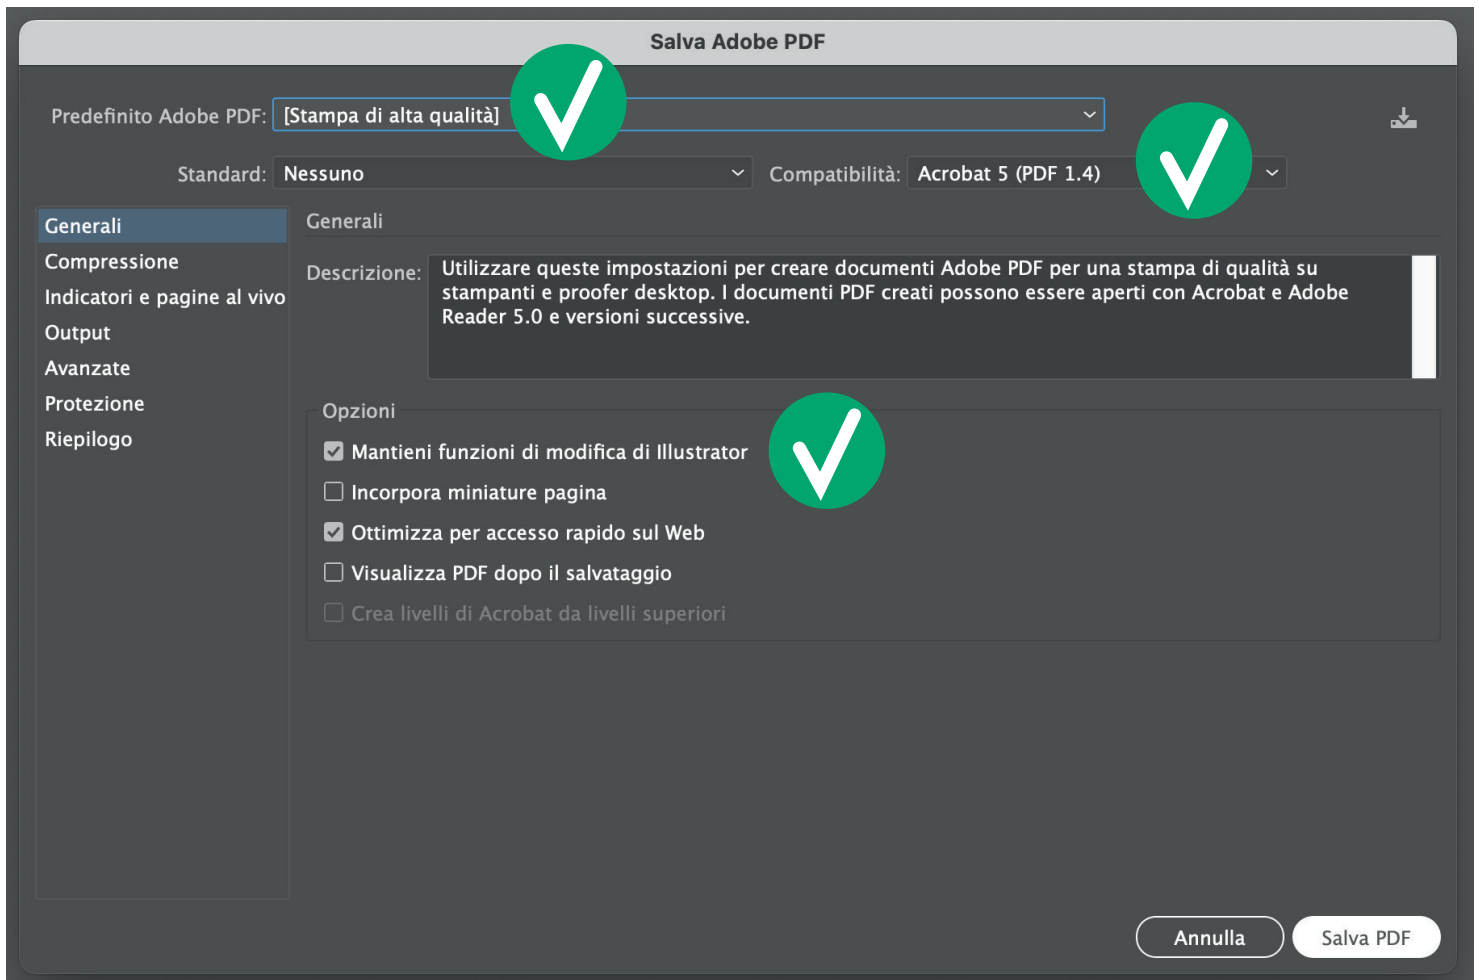 Salva Adobe PDF
Predefinito Adobe PDF: [Stampa di alta qualità]
Standard: Nessuno Compatibilità: Acrobat 5 (PDF 1.4)
Generali
Compressione
Indicatori e pagine al vivo
Output
Avanzate
Protezione
Riepilogo
Generali
Descrizione: Utilizzare queste impostazioni per creare documenti Adobe PDF per una stampa di qualità su
stampanti e proofer desktop. I documenti PDF creati possono essere aperti con Acrobat e Adobe
Reader 5.0 e versioni successive.
Opzioni
Mantieni funzioni di modifica di Illustrator
Incorpora miniature pagina
Ottimizza per accesso rapido sul Web
Visualizza PDF dopo il salvataggio
Crea livelli di Acrobat da livelli superiori
Annulla Salva PDF